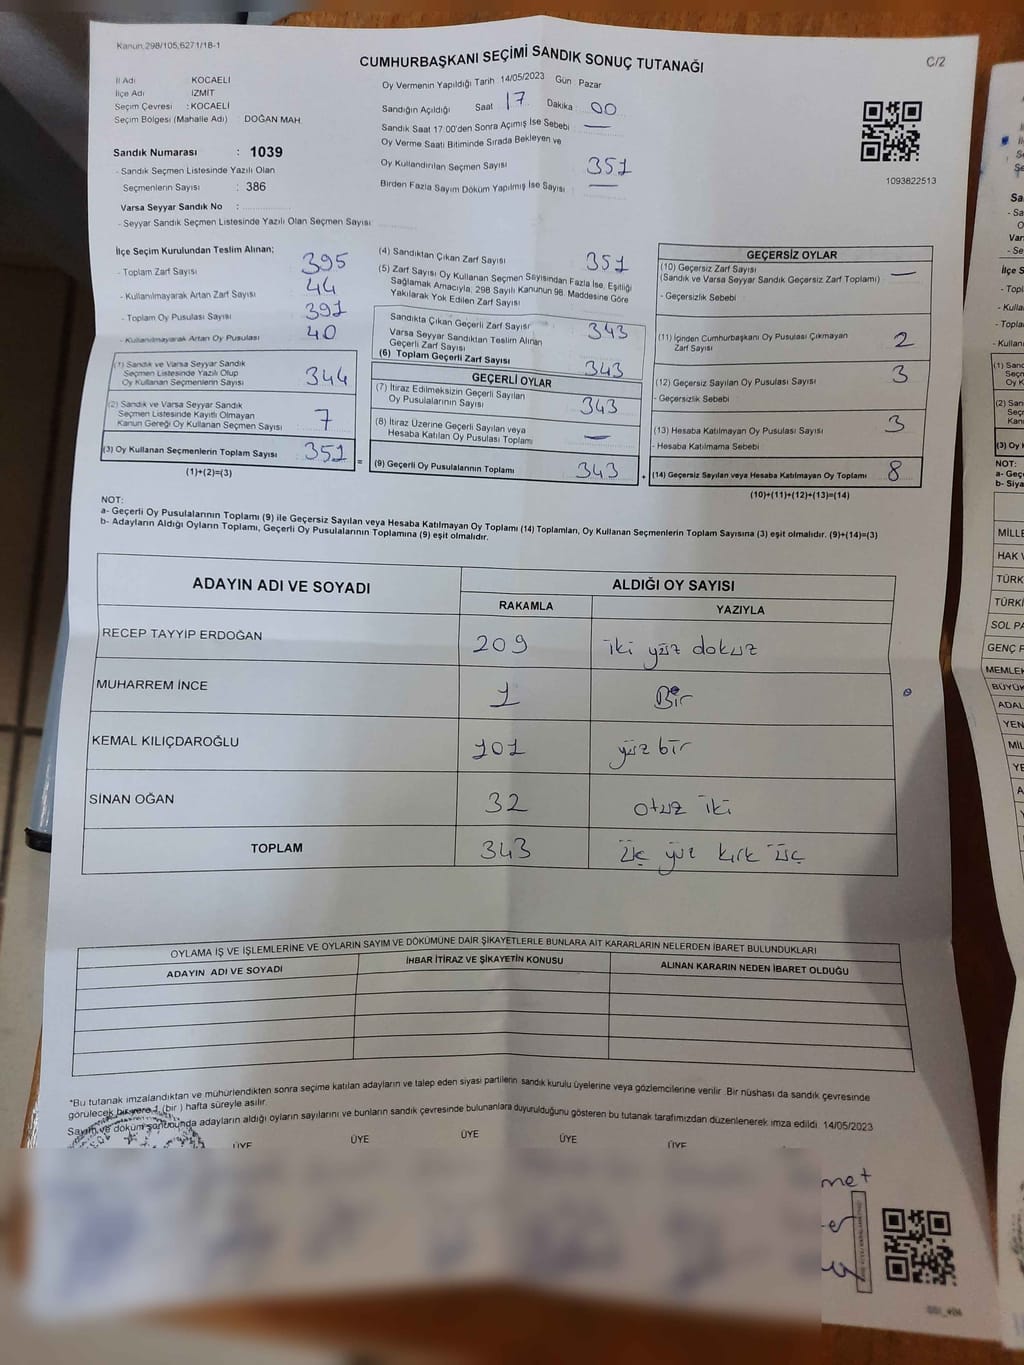 Kanun,298/105,6271/18-1
CUMHURBAŞKANI SEÇİMİ SANDIK SONUÇ TUTANAĞI
C/2
İl Adı KOCAELİ
İlçe Adı İZMİT
Seçim Çevresi : KOCAELİ
Seçim Bölgesi (Mahalle Adı) DOĞAN MAH.
Sandık Numarası : 1039
- Sandık Seçmen Listesinde Yazılı Olan
Seçmenlerin Sayısı : 386
Varsa Seyyar Sandık No :
- Seyyar Sandık Seçmen Listesinde Yazılı Olan Seçmen Sayısı:
Oy Vermenin Yapıldığı Tarih 14/05/2023 Gün Pazar
Sandığın Açıldığı Saat 17 Dakika 00
Sandık Saat 17:00'den Sonra Açımış İse Sebebi —
Oy Verme Saati Bitiminde Sırada Bekleyen ve
Oy Kullandırılan Seçmen Sayısı 351
Birden Fazla Sayım Döküm Yapılmış İse Sayısı —
1093822513
İlçe Seçim Kurulundan Teslim Alınan;
- Toplam Zarf Sayısı 395
- Kullanılmayarak Artan Zarf Sayısı 44
- Toplam Oy Pusulası Sayısı 391
- Kullanılmayarak Artan Oy Pusulası 40
(1) Sandık ve Varsa Seyyar Sandık
Seçmen Listesinde Yazılı Olup
Oy Kullanan Seçmenlerin Sayısı 344
(2) Sandık ve Varsa Seyyar Sandık
Seçmen Listesinde Kayıtlı Olmayan
Kanun Gereği Oy Kullanan Seçmen Sayısı 7
(3) Oy Kullanan Seçmenlerin Toplam Sayısı 351
(1)+(2)=(3)
=
(4) Sandıktan Çıkan Zarf Sayısı 351
(5) Zarf Sayısı Oy Kullanan Seçmen Sayısından Fazla İse, Eşitliği
Sağlamak Amacıyla, 298 Sayılı Kanunun 98. Maddesine Göre
Yakılarak Yok Edilen Zarf Sayısı
Sandıkta Çıkan Geçerli Zarf Sayısı 343
Varsa Seyyar Sandıktan Teslim Alınan
Geçerli Zarf Sayısı
(6) Toplam Geçerli Zarf Sayısı 343
GEÇERLİ OYLAR
(7) İtiraz Edilmeksizin Geçerli Sayılan
Oy Pusulalarının Sayısı 343
(8) İtiraz Üzerine Geçerli Sayılan veya
Hesaba Katılan Oy Pusulası Toplamı —
(9) Geçerli Oy Pusulalarının Toplamı 343
+
GEÇERSİZ OYLAR
(10) Geçersiz Zarf Sayısı —
(Sandık ve Varsa Seyyar Sandık Geçersiz Zarf Toplamı)
- Geçersizlik Sebebi
(11) İçinden Cumhurbaşkanı Oy Pusulası Çıkmayan
Zarf Sayısı 2
(12) Geçersiz Sayılan Oy Pusulası Sayısı 3
- Geçersizlik Sebebi
(13) Hesaba Katılmayan Oy Pusulası Sayısı 3
- Hesaba Katılmama Sebebi
(14) Geçersiz Sayılan veya Hesaba Katılmayan Oy Toplamı 8
(10)+(11)+(12)+(13)=(14)
NOT:
a- Geçerli Oy Pusulalarının Toplamı (9) ile Geçersiz Sayılan veya Hesaba Katılmayan Oy Toplamı (14) Toplamları, Oy Kullanan Seçmenlerin Toplam Sayısına (3) eşit olmalıdır. (9)+(14)=(3)
b- Adayların Aldığı Oyların Toplamı, Geçerli Oy Pusulalarının Toplamına (9) eşit olmalıdır.
ADAYIN ADI VE SOYADI ALDIĞI OY SAYISI
RAKAMLA YAZIYLA
RECEP TAYYİP ERDOĞAN 209 iki yüz dokuz
MUHARREM İNCE 1 Bir
KEMAL KILIÇDAROĞLU 101 yüz bir
SİNAN OĞAN 32 otuz iki
TOPLAM 343 üç yüz kırk üç
OYLAMA İŞ VE İŞLEMLERİNE VE OYLARIN SAYIM VE DÖKÜMÜNE DAİR ŞİKAYETLERLE BUNLARA AİT KARARLARIN NELERDEN İBARET BULUNDUKLARI
ADAYIN ADI VE SOYADI İHBAR İTİRAZ VE ŞİKAYETİN KONUSU ALINAN KARARIN NEDEN İBARET OLDUĞU
*Bu tutanak imzalandıktan ve mühürlendikten sonra seçime katılan adayların ve talep eden siyasi partilerin sandık kurulu üyelerine veya gözlemcilerine verilir. Bir nüshası da sandık çevresinde
görülecek bir yere 1 (bir) hafta süreyle asılır.
Sayım ve döküm sonbounda adayların aldığı oyların sayılarını ve bunların sandık çevresinde bulunanlara duyurulduğunu gösteren bu tutanak tarafımızdan düzenlenerek imza edildi. 14/05/2023
ÜYE ÜYE ÜYE ÜYE ÜYE
met